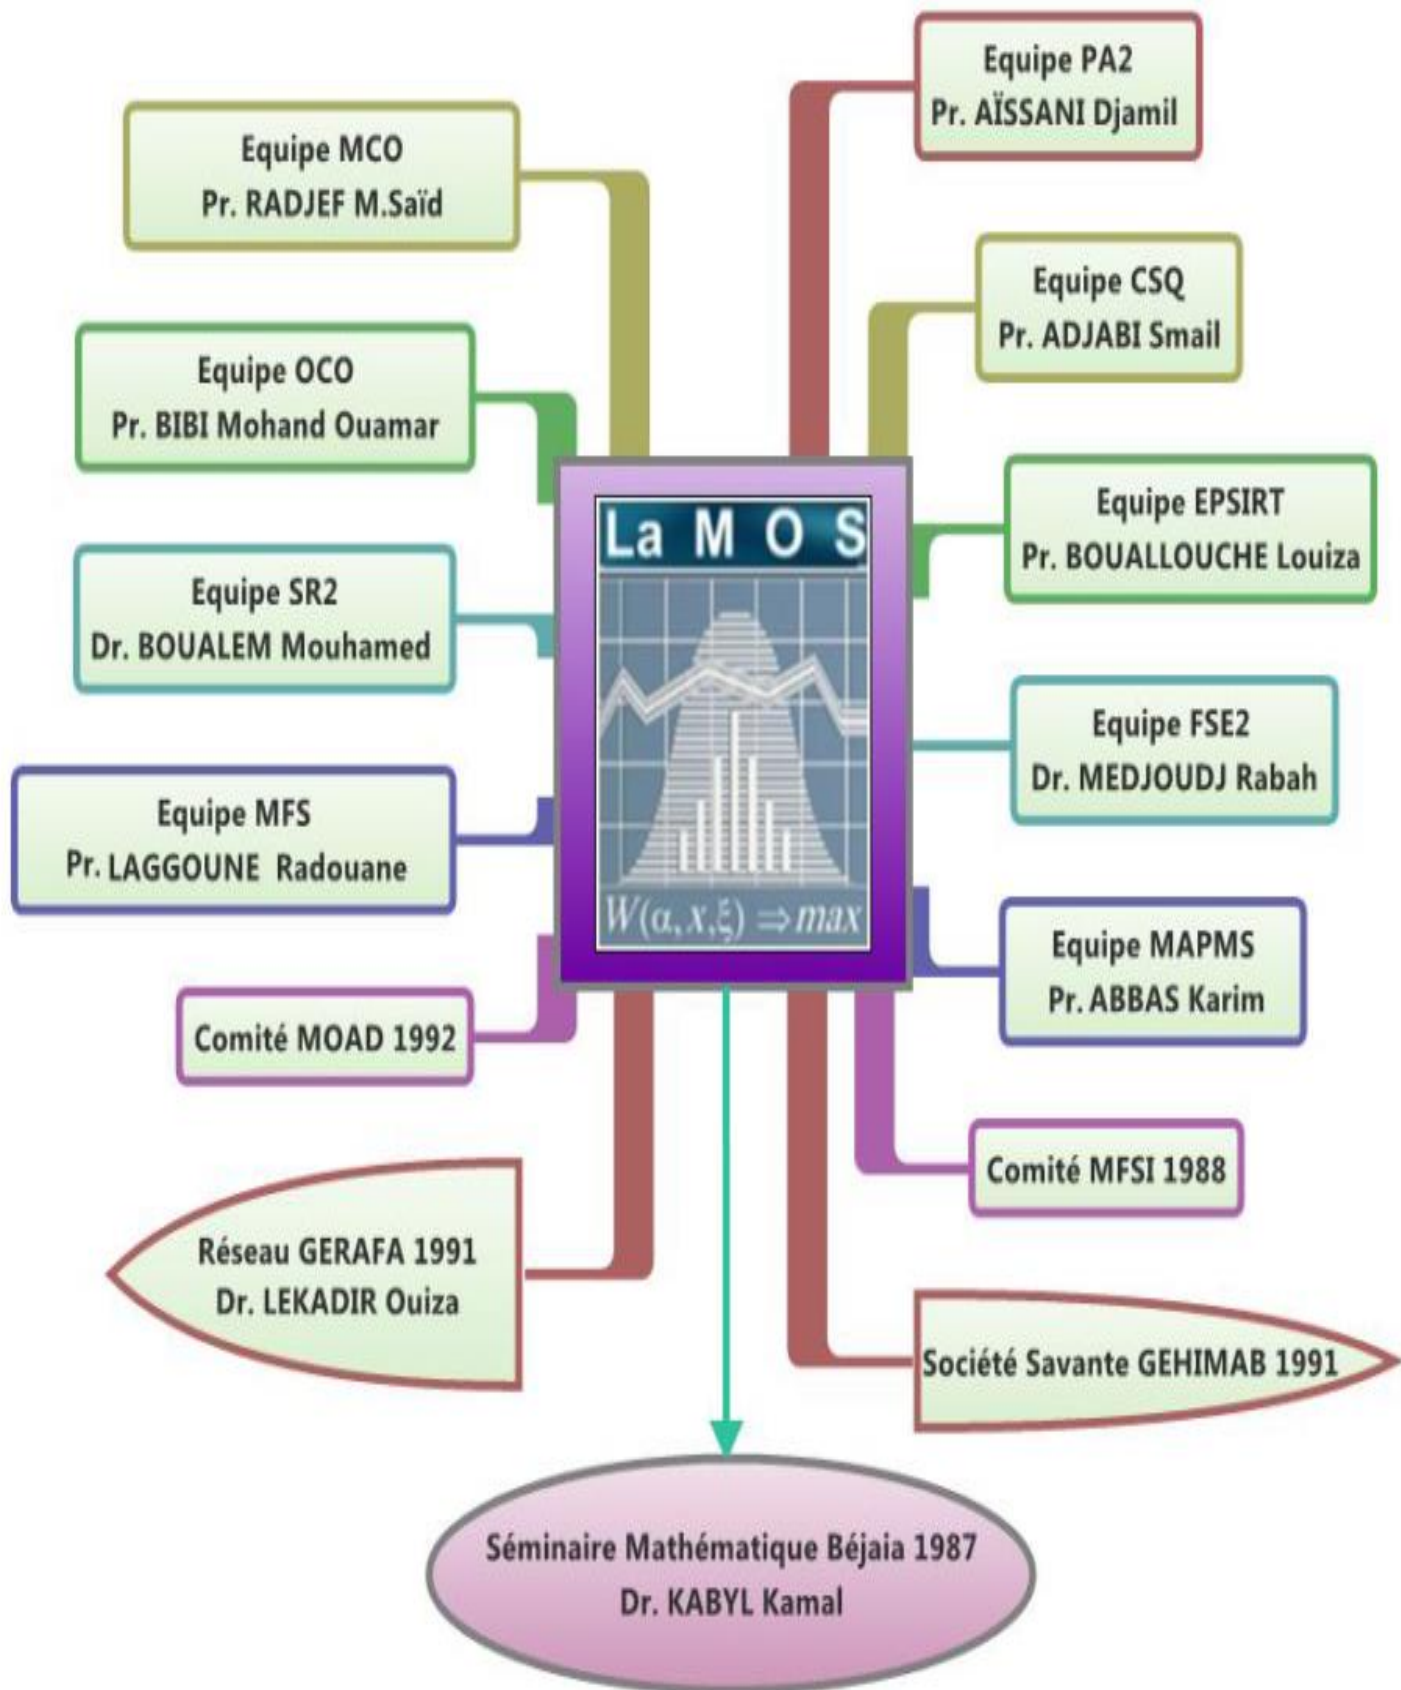 Equipe PA2
Pr. AÏSSANI Djamil
Equipe MCO
Pr. RADJEF M.Saïd
Equipe CSQ
Pr. ADJABI Smail
Equipe OCO
Pr. BIBI Mohand Ouamar
Equipe EPSIRT
Pr. BOUALLOUCHE Louiza
La M O S
Equipe SR2
Dr. BOUALEM Mouhamed
Equipe FSE2
Dr. MEDJOUDJ Rabah
Equipe MFS
Pr. LAGGOUNE Radouane
W(α, x,ξ) ⇒ max
Equipe MAPMS
Pr. ABBAS Karim
Comité MOAD 1992
Comité MFSI 1988
Réseau GERAFA 1991
Dr. LEKADIR Ouiza
Société Savante GEHIMAB 1991
Séminaire Mathématique Béjaia 1987
Dr. KABYL Kamal